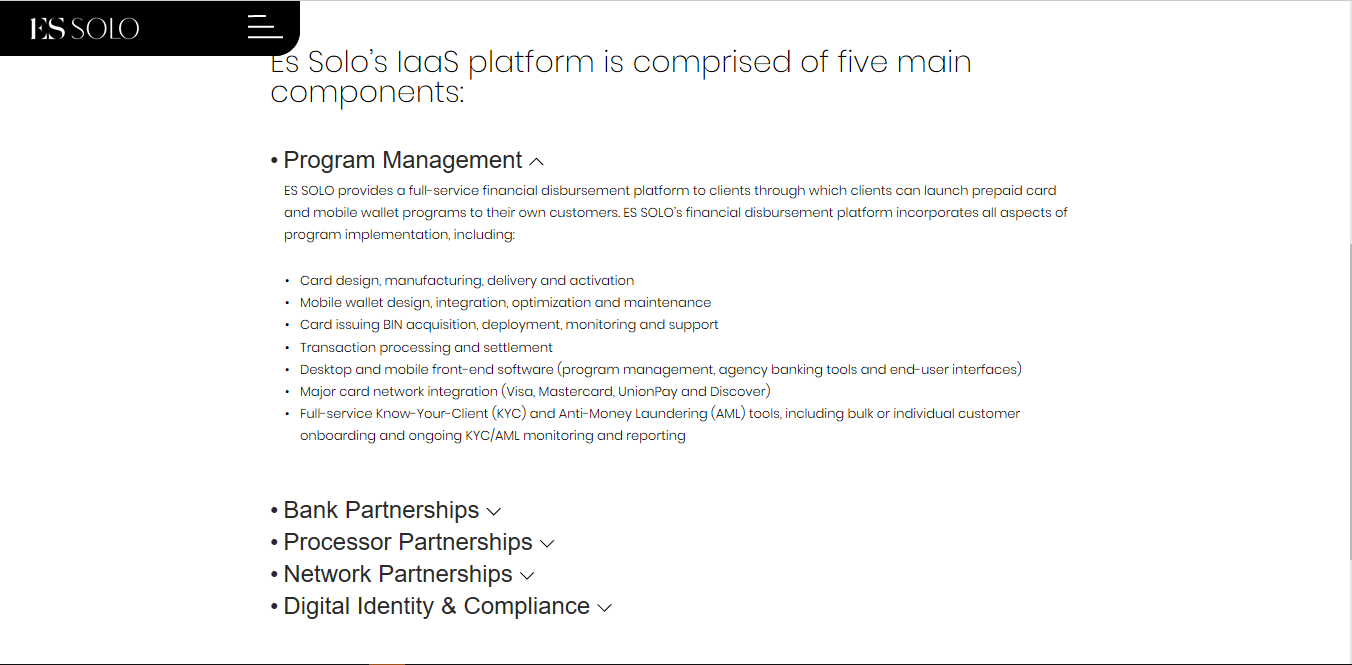 ES SOLO
Es Solo's IaaS platform is comprised of five main
components:
• Program Management
ES SOLO provides a full-service financial disbursement platform to clients through which clients can launch prepaid card
and mobile wallet programs to their own customers. ES SOLO's financial disbursement platform incorporates all aspects of
program implementation, including:
• Card design, manufacturing, delivery and activation
• Mobile wallet design, integration, optimization and maintenance
• Card issuing BIN acquisition, deployment, monitoring and support
• Transaction processing and settlement
• Desktop and mobile front-end software (program management, agency banking tools and end-user interfaces)
• Major card network integration (Visa, Mastercard, UnionPay and Discover)
• Full-service Know-Your-Client (KYC) and Anti-Money Laundering (AML) tools, including bulk or individual customer
onboarding and ongoing KYC/AML monitoring and reporting
• Bank Partnerships
• Processor Partnerships
• Network Partnerships
• Digital Identity & Compliance